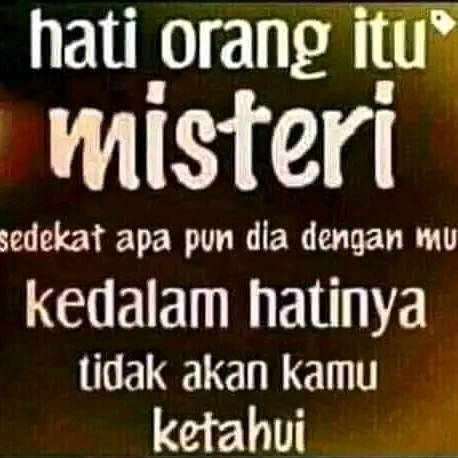 hati orang itu
misteri
sedekat apa pun dia dengan mu
kedalam hatinya
tidak akan kamu
ketahui